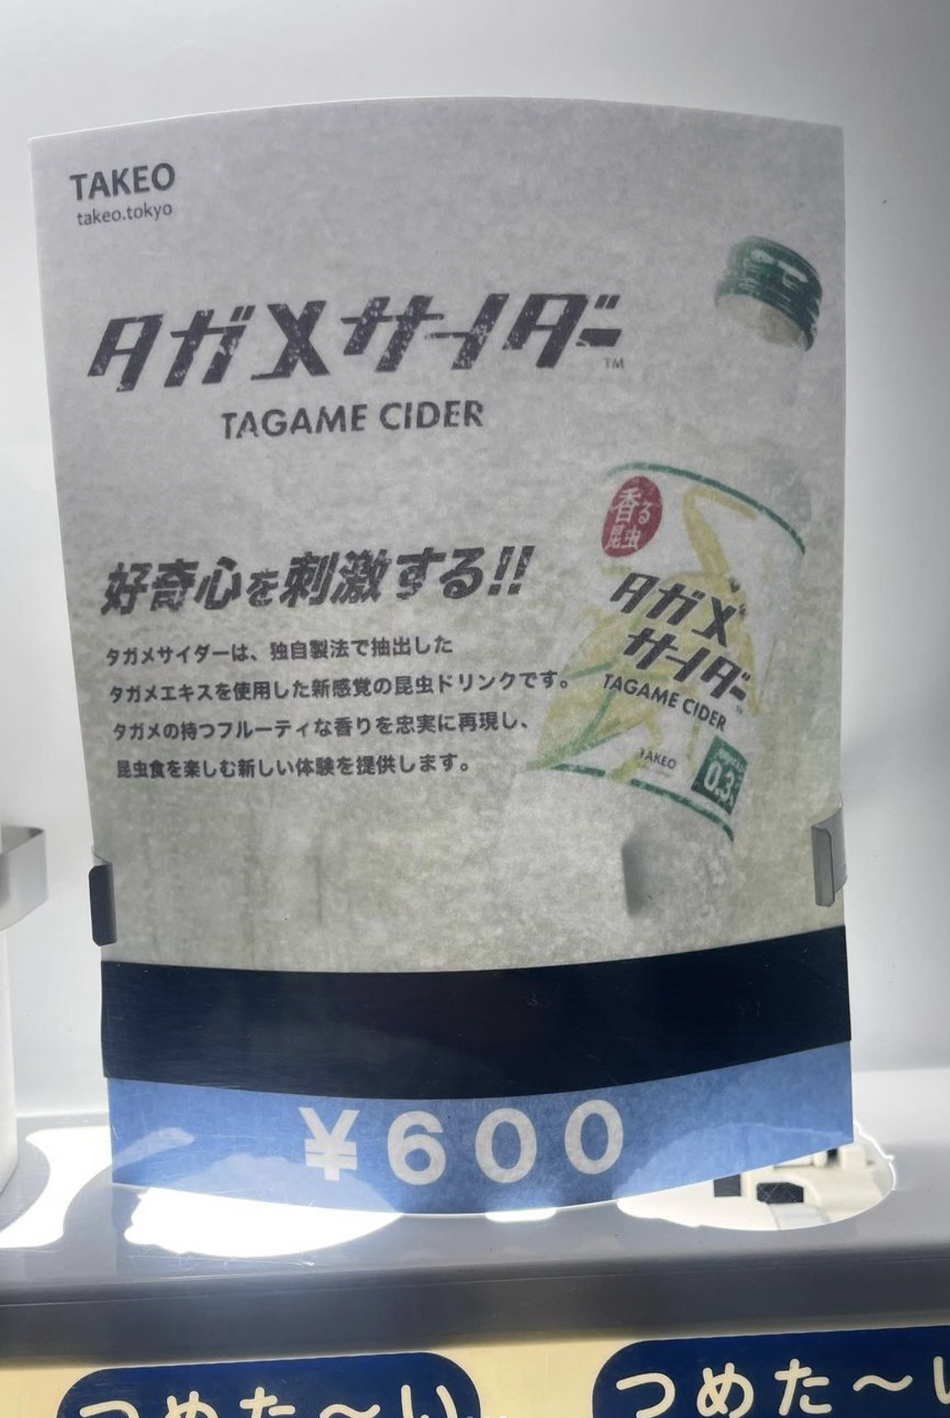 TAKEO
takeo.tokyo
タガメサイダー
TM
TAGAME CIDER
好奇心を刺激する!!
タガメサイダーは、独自製法で抽出した
タガメエキスを使用した新感覚の昆虫ドリンクです。
タガメの持つフルーティな香りを忠実に再現し、
昆虫食を楽しむ新しい体験を提供します。
香る
昆虫
タガメ
サイダー
TAGAME CIDER
TAKEO
¥600
つめた〜い
つめた〜い